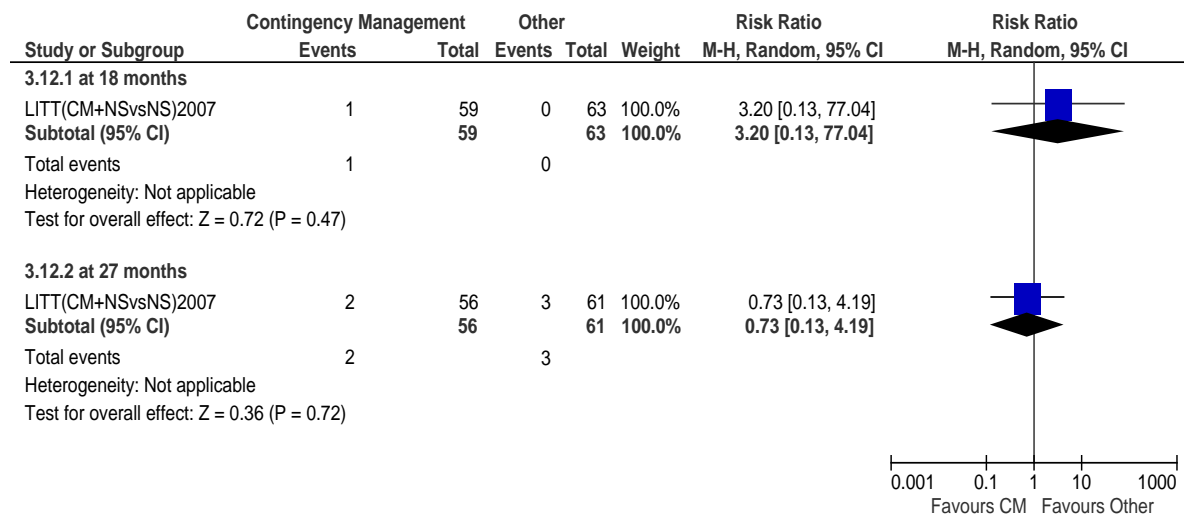 Contingency Management Other Risk Ratio Risk Ratio
Study or Subgroup Events Total Events Total Weight M-H, Random, 95% CI M-H, Random, 95% CI
3.12.1 at 18 months
LITT(CM+NSvsNS)2007 1 59 0 63 100.0% 3.20 [0.13, 77.04]
Subtotal (95% CI) 59 63 100.0% 3.20 [0.13, 77.04]
Total events 1 0
Heterogeneity: Not applicable
Test for overall effect: Z = 0.72 (P = 0.47)
3.12.2 at 27 months
LITT(CM+NSvsNS)2007 2 56 3 61 100.0% 0.73 [0.13, 4.19]
Subtotal (95% CI) 56 61 100.0% 0.73 [0.13, 4.19]
Total events 2 3
Heterogeneity: Not applicable
Test for overall effect: Z = 0.36 (P = 0.72)
0.001 0.1 1 10 1000
Favours CM Favours Other